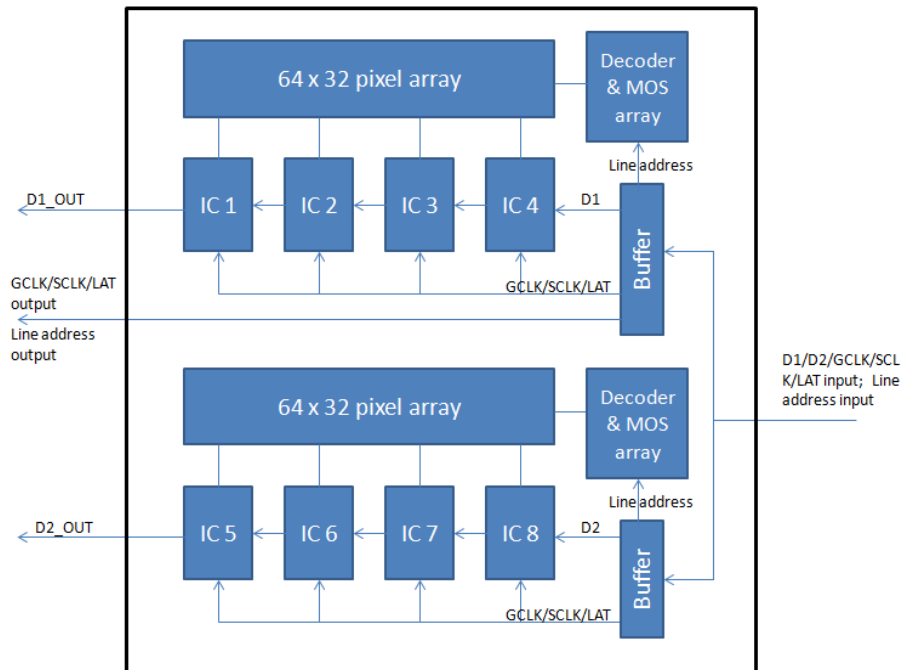 64 x 32 pixel array
Decoder
& MOS
array
Line address
D1_OUT
IC 1
IC 2
IC 3
IC 4
D1
Buffer
GCLK/SCLK/LAT
output
GCLK/SCLK/LAT
Line address
output
D1/D2/GCLK/SCL
K/LAT input;  Line
address input
64 x 32 pixel array
Decoder
& MOS
array
Line address
D2_OUT
IC 5
IC 6
IC 7
IC 8
D2
Buffer
GCLK/SCLK/LAT